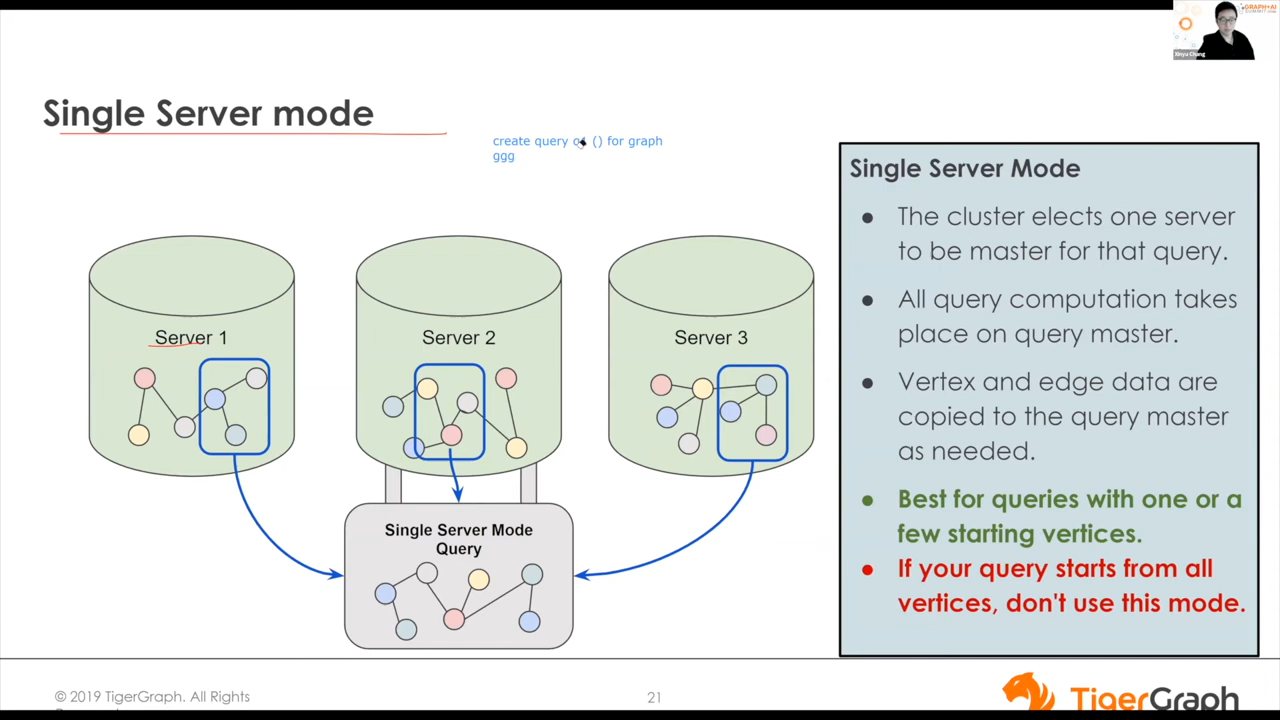 GRAPH+AI
Xinyu Chang
Single Server mode
create query () for graph
ggg
Single Server Mode
● The cluster elects one server
to be master for that query.
● All query computation takes
place on query master.
● Vertex and edge data are
copied to the query master
as needed.
● Best for queries with one or a
few starting vertices.
● If your query starts from all
vertices, don't use this mode.
Server 1
Server 2
Server 3
Single Server Mode
Query
© 2019 TigerGraph. All Rights
21
TigerGraph